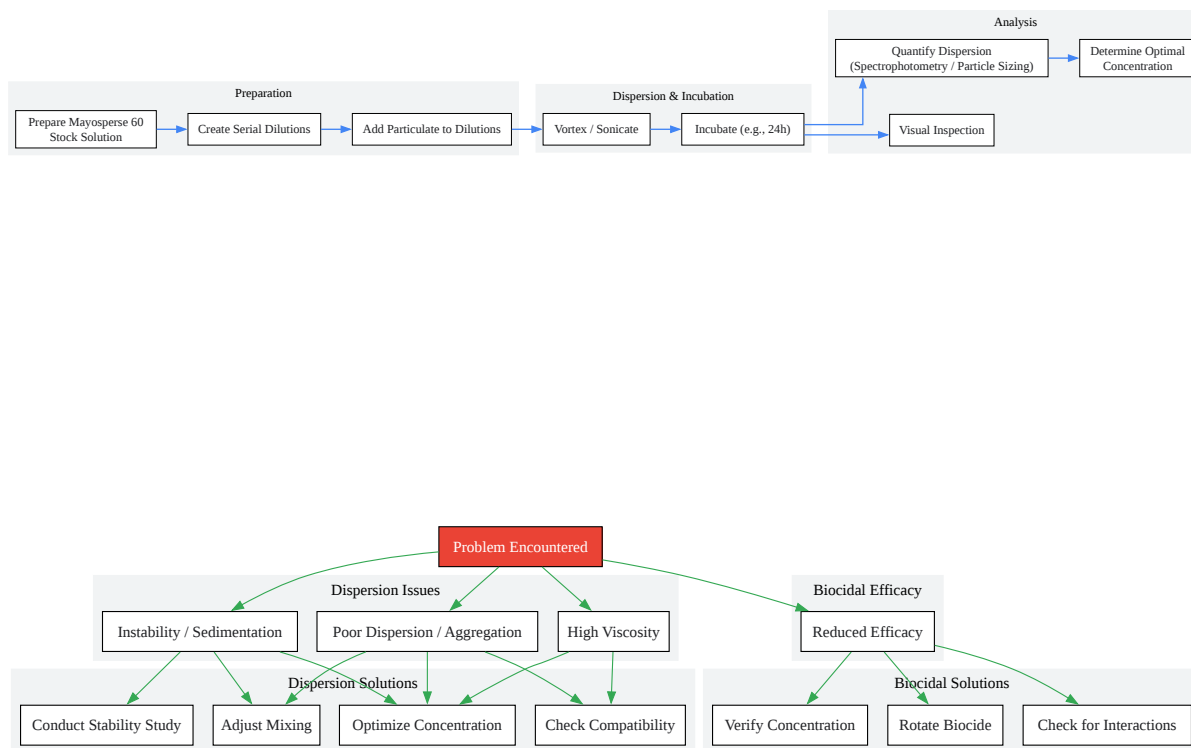 Analysis
Quantify Dispersion
(Spectrophotometry / Particle Sizing)
Determine Optimal
Concentration
Preparation
Dispersion & Incubation
Prepare Mayosperse 60
Stock Solution
Create Serial Dilutions
Add Particulate to Dilutions
Vortex / Sonicate
Incubate (e.g., 24h)
Visual Inspection
Problem Encountered
Dispersion Issues
Biocidal Efficacy
Instability / Sedimentation
Poor Dispersion / Aggregation
High Viscosity
Reduced Efficacy
Dispersion Solutions
Biocidal Solutions
Conduct Stability Study
Adjust Mixing
Optimize Concentration
Check Compatibility
Verify Concentration
Rotate Biocide
Check for Interactions